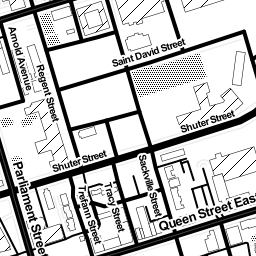 Saint David Street
Arnold Avenue
Regent Street
Shuter Street
Shuter Street
Sackville Street
Parliament Street
Trefann Street
Tracy Street
Queen Street East